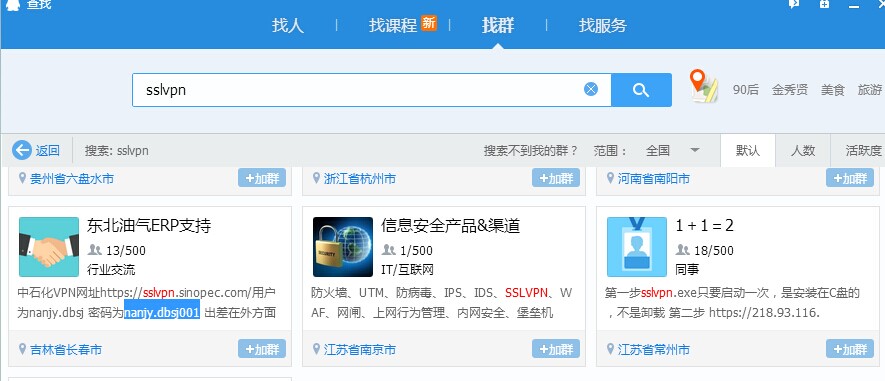 查找
找人
找课程 新
找群
找服务
sslvpn
90后 金秀贤 美食 旅游
返回 搜索: sslvpn 搜索不到我的群? 范围: 全国 默认 人数 活跃度
贵州省六盘水市 +加群 浙江省杭州市 +加群 河南省南阳市 +加群
东北油气ERP支持
13/500
行业交流
中石化VPN网址https://sslvpn.sinopec.com/用户
为nanjy.dbsj 密码为nanjy.dbsj001 出差在外方面
吉林省长春市 +加群
信息安全产品&渠道
1/500
IT/互联网
防火墙、UTM、防病毒、IPS、IDS、SSLVPN、W
AF、网闸、上网行为管理、内网安全、堡垒机
江苏省南京市 +加群
1+1=2
18/500
同事
第一步sslvpn.exe只要启动一次，是安装在C盘的
，不是卸载 第二步 https://218.93.116.
江苏省常州市 +加群